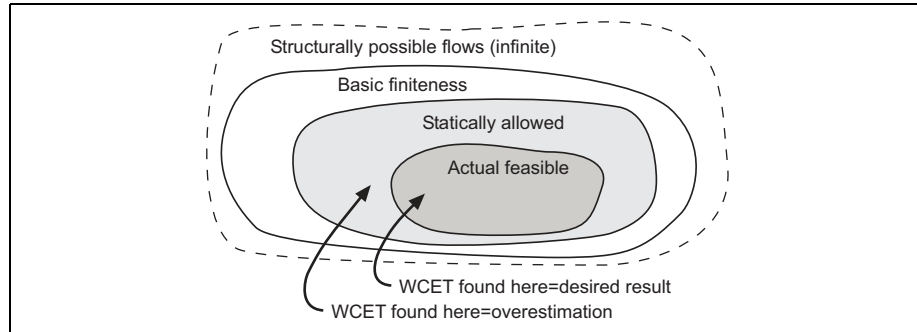 Structurally possible flows (infinite)
Basic finiteness
Statically allowed
Actual feasible
WCET found here=desired result
WCET found here=overestimation